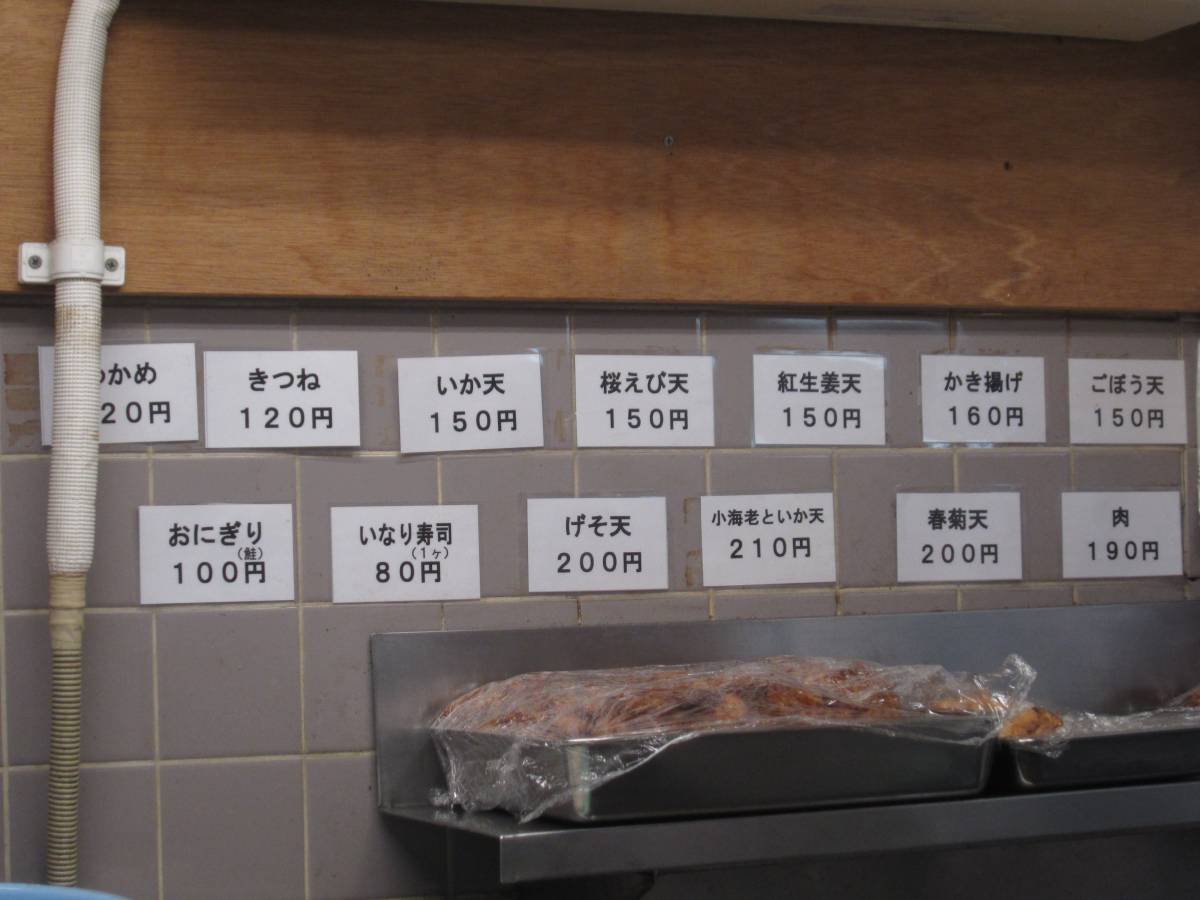 かめ
20円
きつね
120円
いか天
150円
桜えび天
150円
紅生姜天
150円
かき揚げ
160円
ごぼう天
150円
おにぎり
(鮭)
100円
いなり寿司
(1ヶ)
80円
げそ天
200円
小海老といか天
210円
春菊天
200円
肉
190円